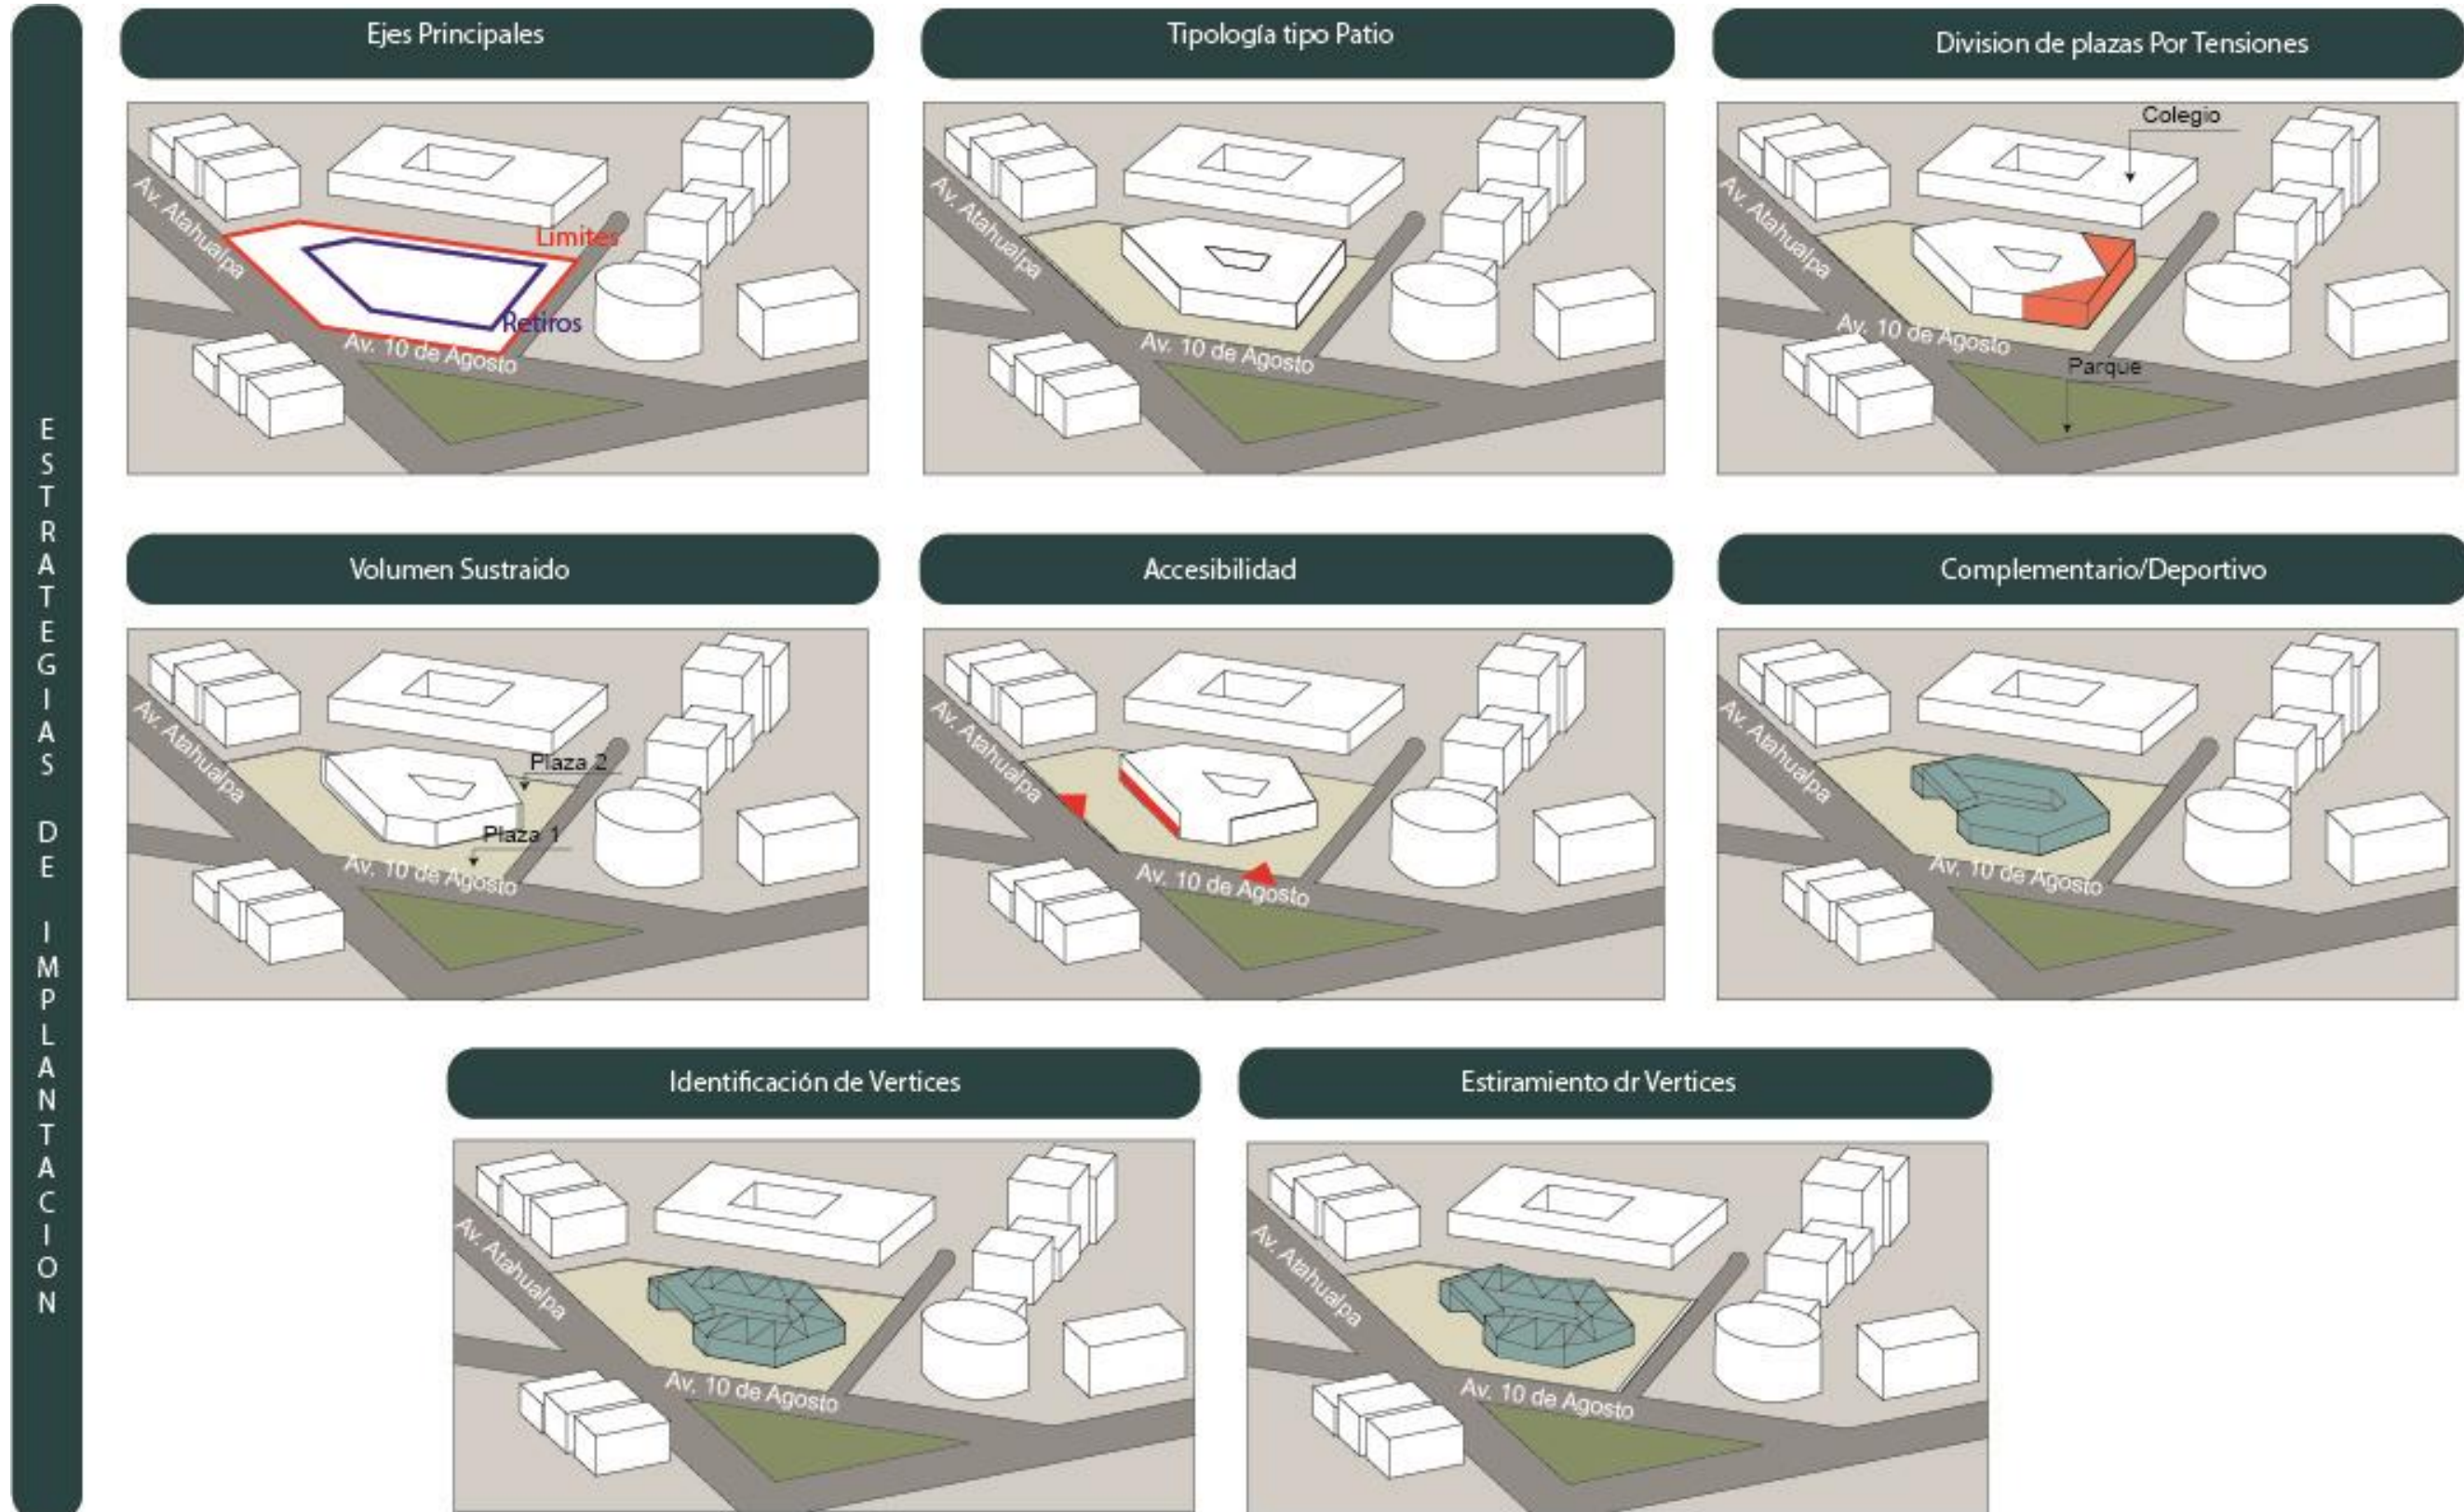 ESTRATEGIAS DE IMPLANTACION
Ejes Principales
Av. Atahualpa
Limites
Retiros
Av. 10 de Agosto
Tipología tipo Patio
Av. Atahualpa
Av. 10 de Agosto
Division de plazas Por Tensiones
Colegio
Av. Atahualpa
Av. 10 de Agosto
Parque
Volumen Sustraido
Av. Atahualpa
Plaza 2
Plaza 1
Av. 10 de Agosto
Accesibilidad
Av. Atahualpa
Av. 10 de Agosto
Complementario/Deportivo
Av. Atahualpa
Av. 10 de Agosto
Identificación de Vertices
Av. Atahualpa
Av. 10 de Agosto
Estiramiento dr Vertices
Av. Atahualpa
Av. 10 de Agosto